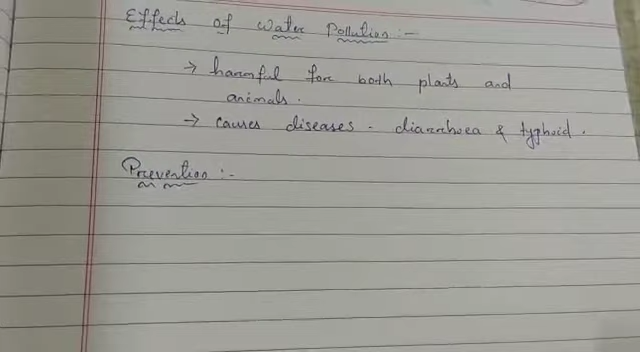 Effects of Water Pollution :-
→ harmful for both plants and
animals.
→ causes diseases - diarrhoea & typhoid.
Prevention :-